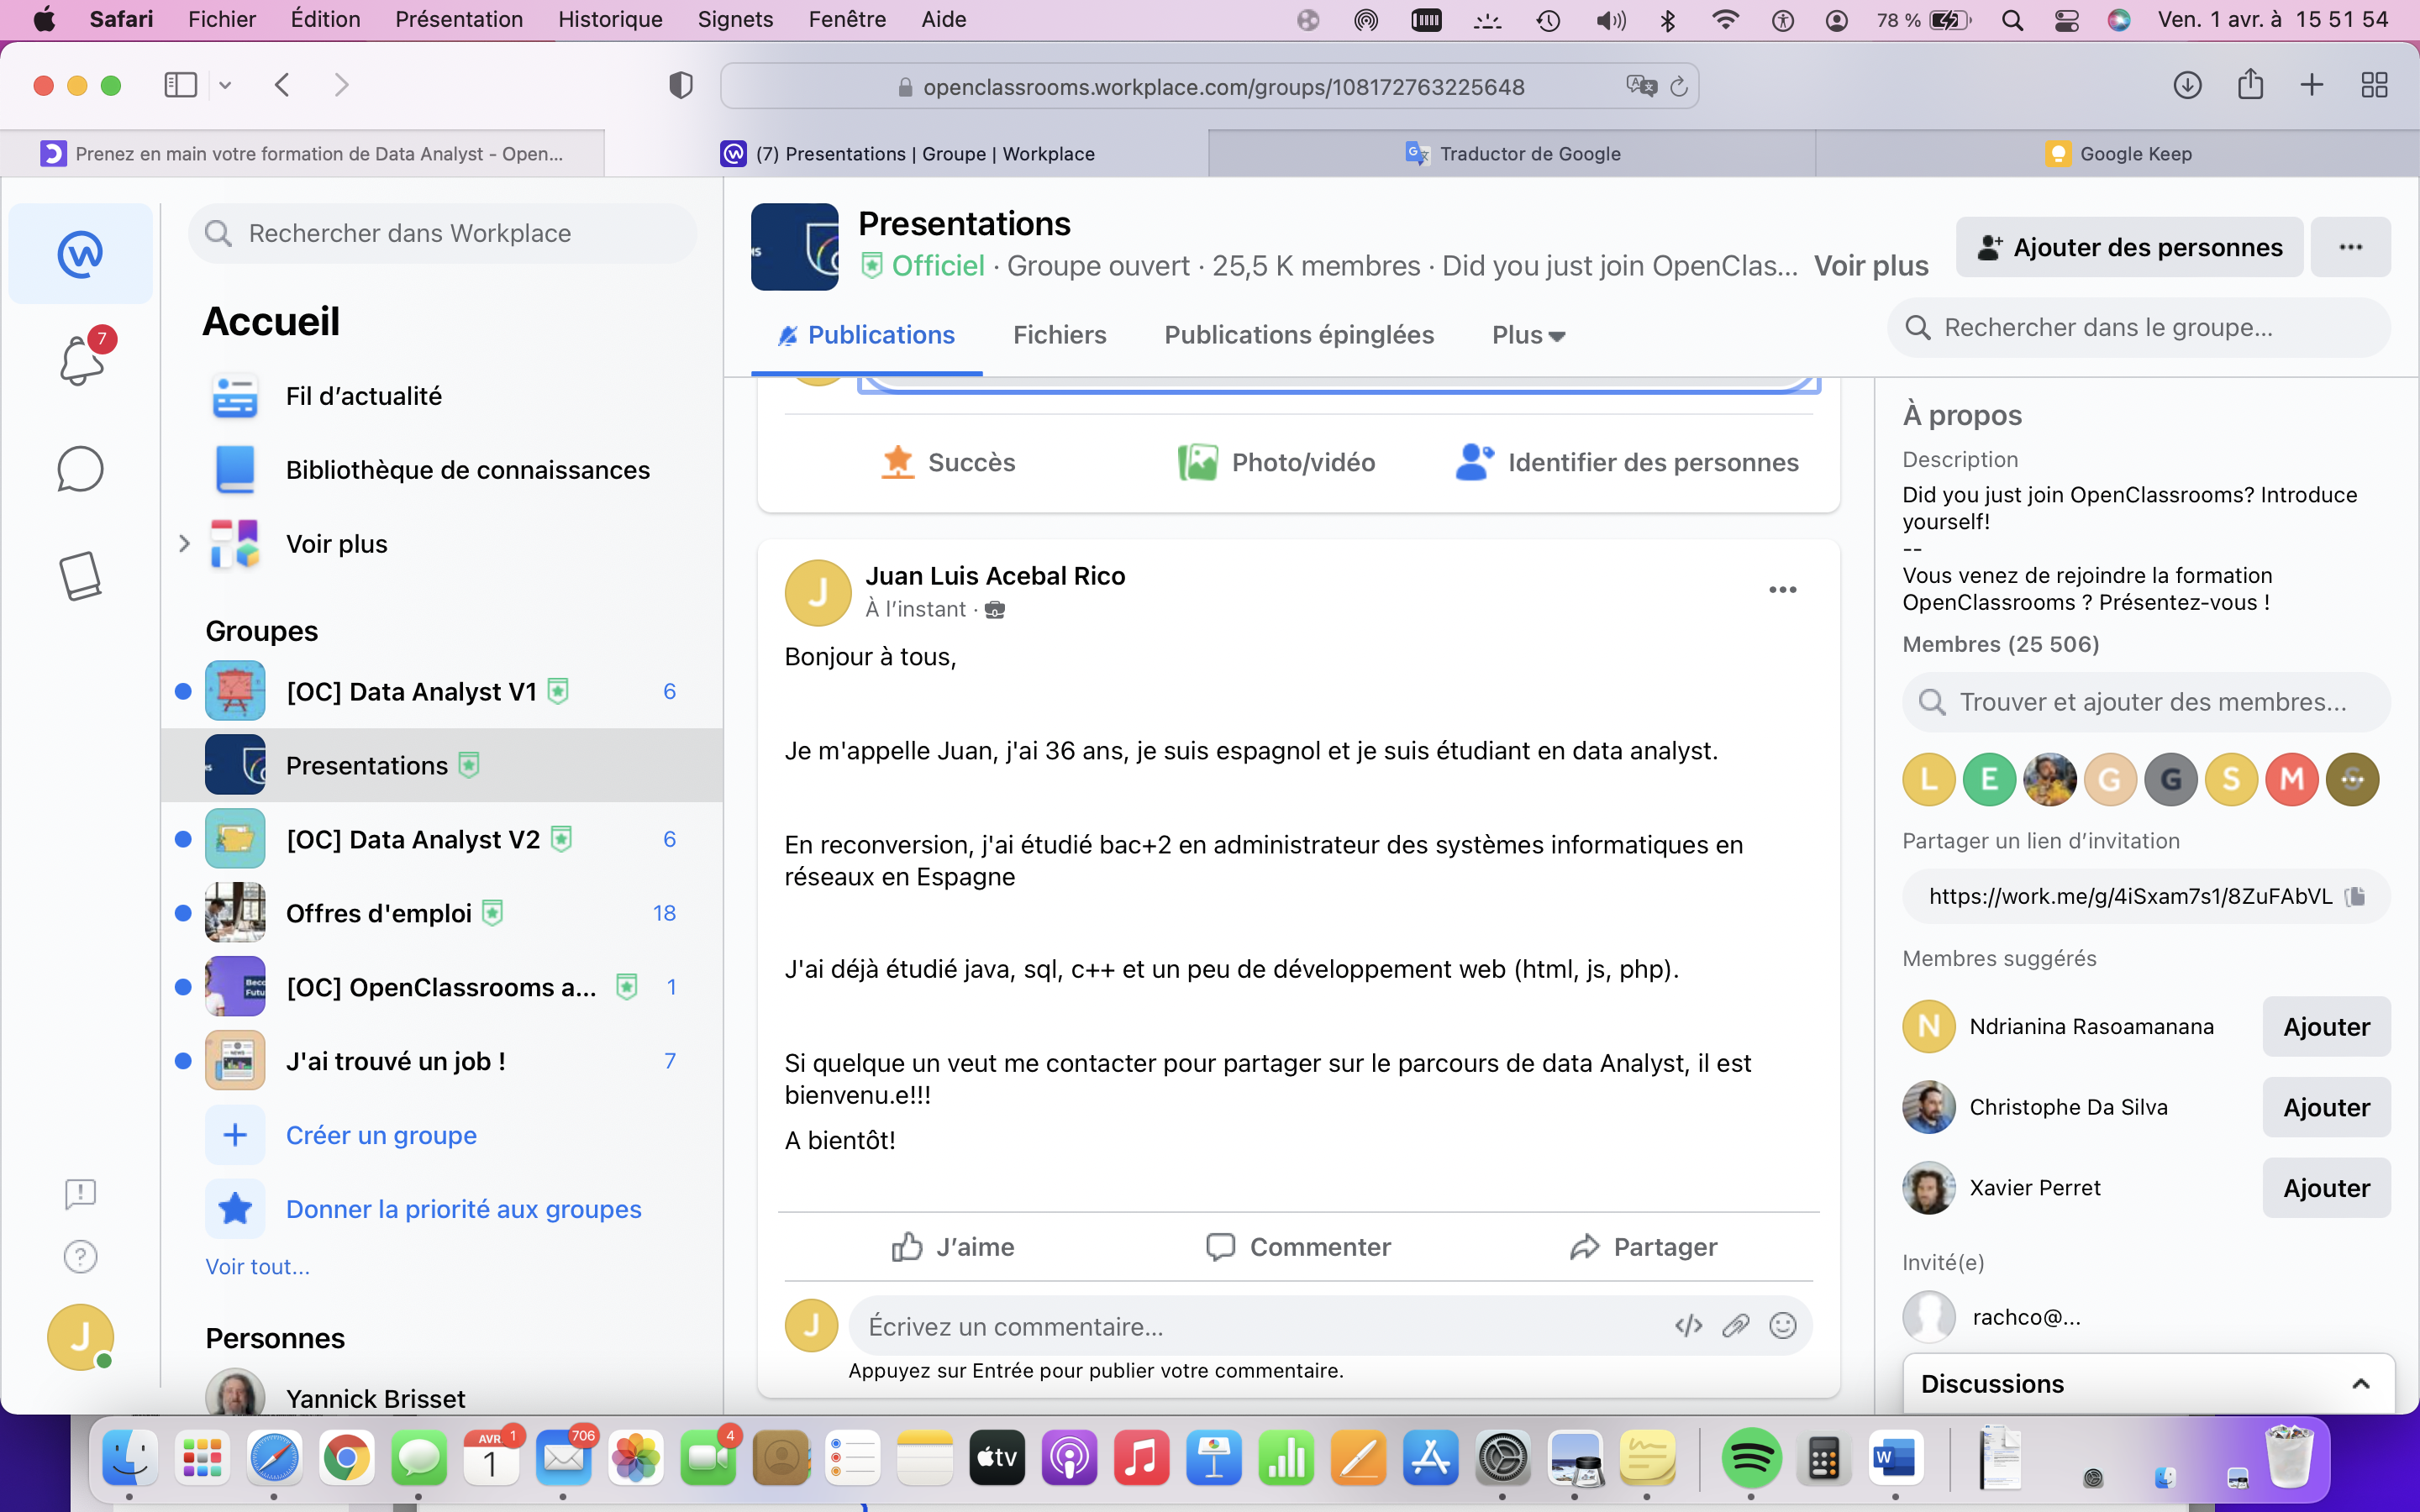 Safari Fichier Édition Présentation Historique Signets Fenêtre Aide 78 % Ven. 1 avr. à 15 51 54
openclassrooms.workplace.com/groups/108172763225648
Prenez en main votre formation de Data Analyst - Open... (7) Presentations | Groupe | Workplace Traductor de Google Google Keep
Rechercher dans Workplace
Accueil
7
Fil d’actualité
Bibliothèque de connaissances
Voir plus
Groupes
[OC] Data Analyst V1 6
Presentations
[OC] Data Analyst V2 6
Offres d'emploi 18
[OC] OpenClassrooms a... 1
J'ai trouvé un job ! 7
Créer un groupe
Donner la priorité aux groupes
Voir tout...
J
Personnes
Yannick Brisset
Presentations
Officiel · Groupe ouvert · 25,5 K membres · Did you just join OpenClas... Voir plus
Ajouter des personnes
Publications Fichiers Publications épinglées Plus
Rechercher dans le groupe...
Succès Photo/vidéo Identifier des personnes
J
Juan Luis Acebal Rico
À l’instant ·
Bonjour à tous,
Je m'appelle Juan, j'ai 36 ans, je suis espagnol et je suis étudiant en data analyst.
En reconversion, j'ai étudié bac+2 en administrateur des systèmes informatiques en
réseaux en Espagne
J'ai déjà étudié java, sql, c++ et un peu de développement web (html, js, php).
Si quelque un veut me contacter pour partager sur le parcours de data Analyst, il est
bienvenu.e!!!
A bientôt!
J’aime Commenter Partager
J
Écrivez un commentaire...
Appuyez sur Entrée pour publier votre commentaire.
À propos
Description
Did you just join OpenClassrooms? Introduce
yourself!
--
Vous venez de rejoindre la formation
OpenClassrooms ? Présentez-vous !
Membres (25 506)
Trouver et ajouter des membres...
L E G G S M
Partager un lien d’invitation
https://work.me/g/4iSxam7s1/8ZuFAbVL
Membres suggérés
N Ndrianina Rasoamanana Ajouter
Christophe Da Silva Ajouter
Xavier Perret Ajouter
Invité(e)
rachco@...
Discussions
AVR. 1 1 706 4 tv W